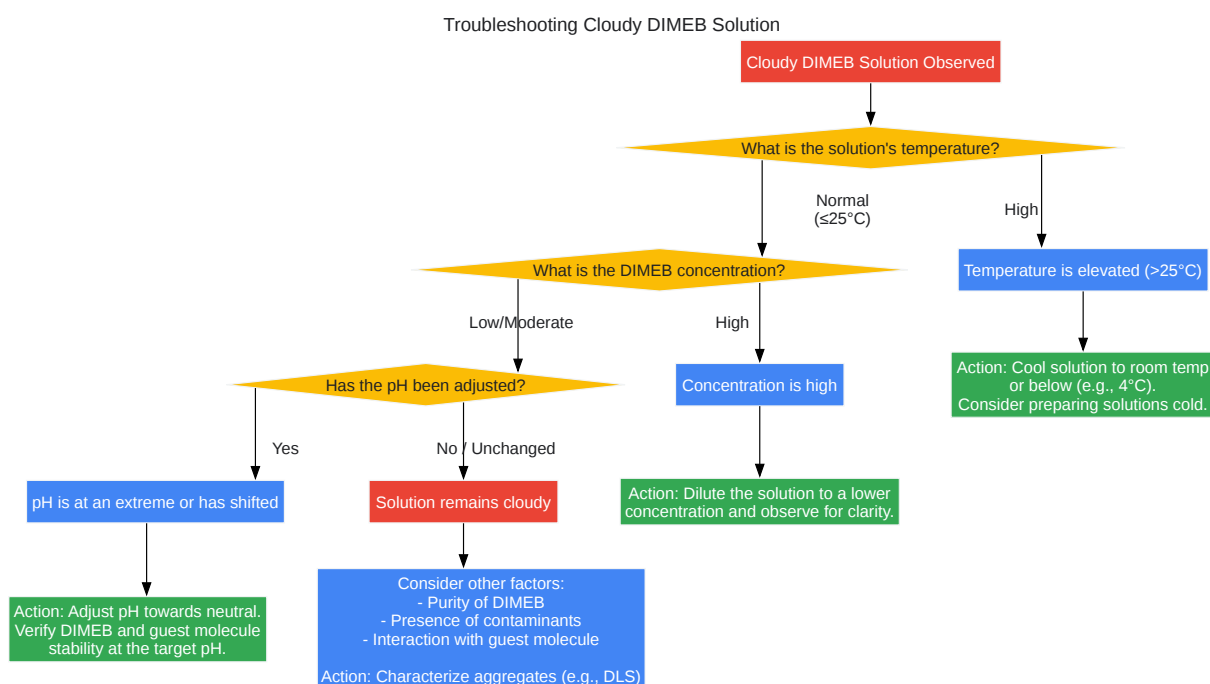 Troubleshooting Cloudy DIMEB Solution
Cloudy DIMEB Solution Observed
What is the solution's temperature?
Normal
(≤25°C)
High
What is the DIMEB concentration?
Temperature is elevated (>25°C)
Low/Moderate
High
Action: Cool solution to room temp
or below (e.g., 4°C).
Consider preparing solutions cold.
Has the pH been adjusted?
Concentration is high
Yes
No / Unchanged
pH is at an extreme or has shifted
Solution remains cloudy
Action: Dilute the solution to a lower
concentration and observe for clarity.
Action: Adjust pH towards neutral.
Verify DIMEB and guest molecule
stability at the target pH.
Consider other factors:
- Purity of DIMEB
- Presence of contaminants
- Interaction with guest molecule
Action: Characterize aggregates (e.g., DLS)